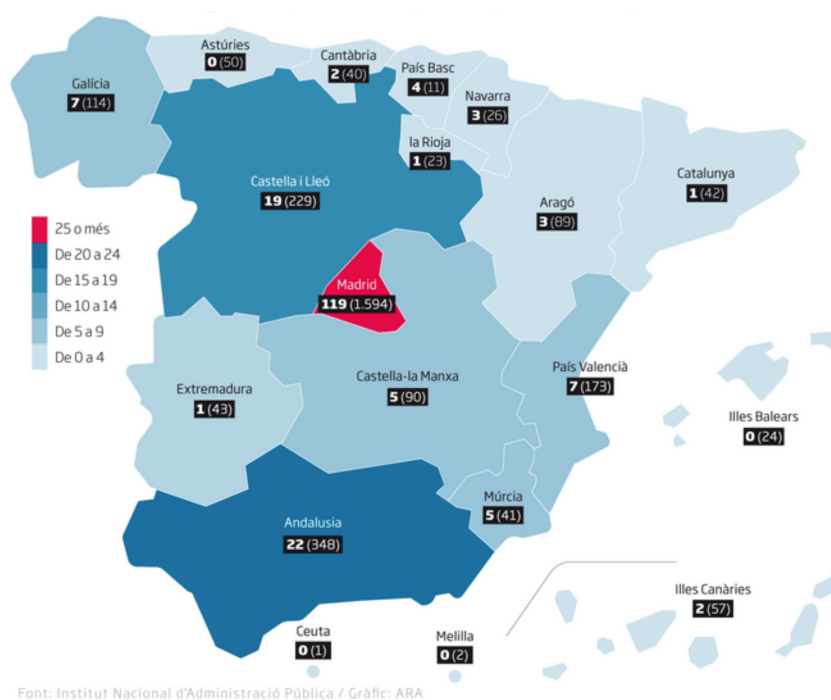 Astúries
0 (50)
Cantàbria
2 (40)
País Basc
4 (11)
Galícia
7 (114)
Navarra
3 (26)
la Rioja
1 (23)
Catalunya
1 (42)
Castella i Lleó
19 (229)
Aragó
3 (89)
25 o més
De 20 a 24
De 15 a 19
De 10 a 14
De 5 a 9
De 0 a 4
Madrid
119 (1.594)
País Valencià
7 (173)
Castella-la Manxa
5 (90)
Extremadura
1 (43)
Illes Balears
0 (24)
Múrcia
5 (41)
Andalusia
22 (348)
Illes Canàries
2 (57)
Ceuta
0 (1)
Melilla
0 (2)
Font: Institut Nacional d'Administració Pública / Gràfic: ARA